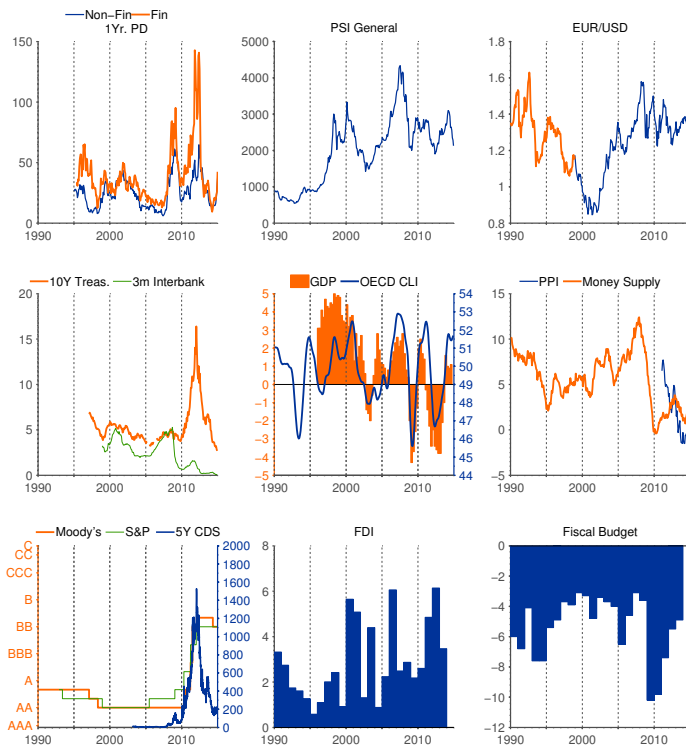 Non−Fin Fin
1Yr. PD
150
100
50
0
1990 2000 2010
PSI General
5000
4000
3000
2000
1000
0
1990 2000 2010
EUR/USD
1.8
1.6
1.4
1.2
1
0.8
1990 2000 2010
10Y Treas. 3m Interbank
20
15
10
5
0
1990 2000 2010
GDP OECD CLI
5 54
4 53
3 52
2 51
1 50
0 49
−1 48
−2 47
−3 46
−4 45
−5 44
1990 2000 2010
PPI Money Supply
15
10
5
0
−5
1990 2000 2010
Moody's S&P 5Y CDS
C 2000
CC 1800
CCC 1600
1400
B 1200
BB 1000
BBB 800
600
A 400
AA 200
AAA 0
1990 2000 2010
FDI
8
6
4
2
0
1990 2000 2010
Fiscal Budget
0
−2
−4
−6
−8
−10
−12
1990 2000 2010